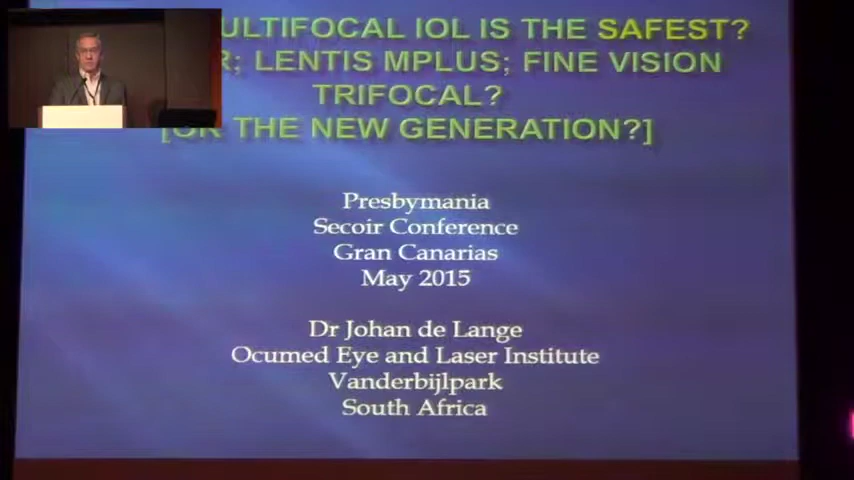 ULTIFOCAL IOL IS THE SAFEST?
R; LENTIS MPLUS; FINE VISION
TRIFOCAL?
[OR THE NEW GENERATION?]
Presbymania
Secoir Conference
Gran Canarias
May 2015
Dr Johan de Lange
Ocumed Eye and Laser Institute
Vanderbijlpark
South Africa